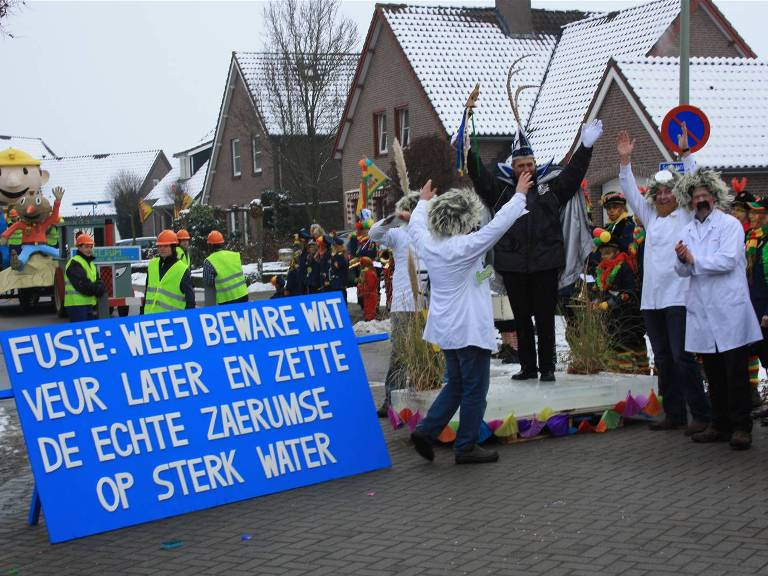 FUSiE: WEEJ BEWARE WAT
VEUR LATER EN ZETTE
DE ECHTE ZAERUMSE
OP STERK WATER